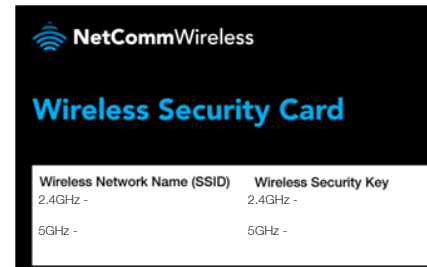 NetCommWireless
Wireless Security Card
Wireless Network Name (SSID) Wireless Security Key
2.4GHz - 2.4GHz -
5GHz - 5GHz -